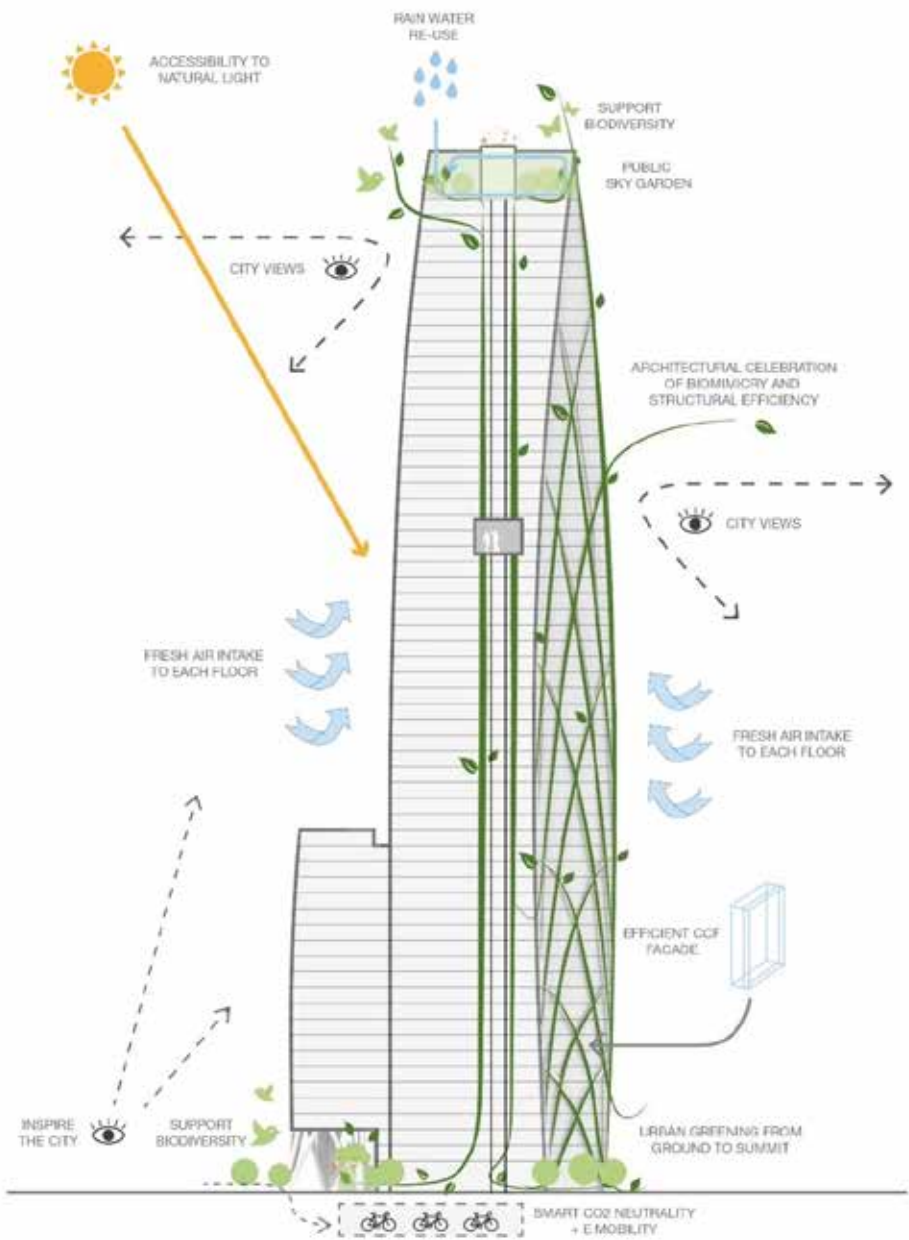 RAIN WATER
RE-USE
ACCESSIBILITY TO
NATURAL LIGHT
SUPPORT
BIODIVERSITY
PUBLIC
SKY GARDEN
CITY VIEWS
ARCHITECTURAL CELEBRATION
OF BIOMIMICRY AND
STRUCTURAL EFFICIENCY
CITY VIEWS
FRESH AIR INTAKE
TO EACH FLOOR
FRESH AIR INTAKE
TO EACH FLOOR
EFFICIENT CCF
FACADE
INSPIRE
THE CITY
SUPPORT
BIODIVERSITY
URBAN GREENING FROM
GROUND TO SUMMIT
SMART CO2 NEUTRALITY
+ E MOBILITY